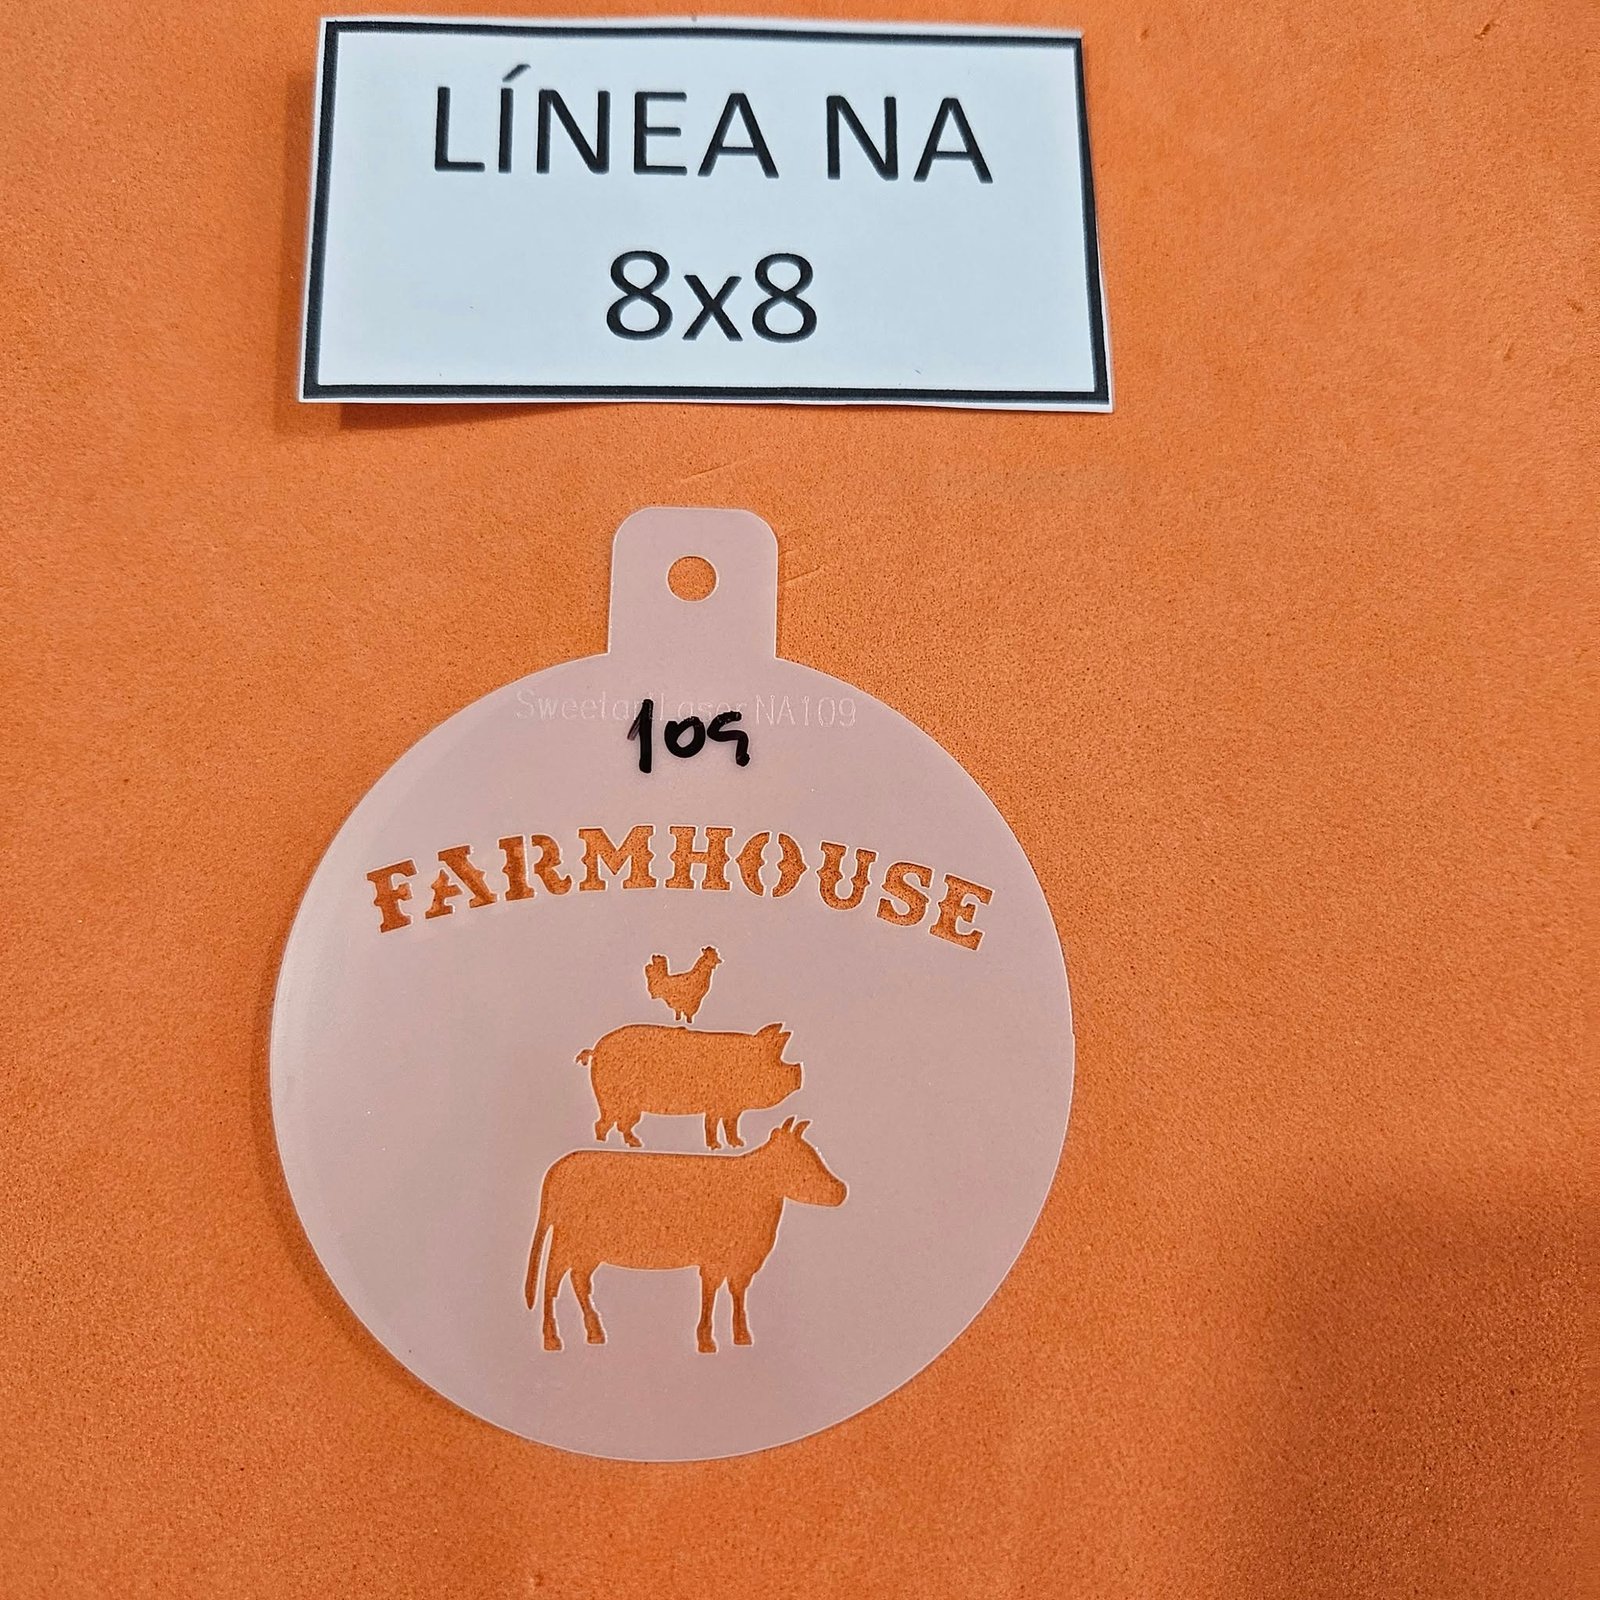 LÍNEA NA
8x8
SweetartLaser NA109
109
FARMHOUSE